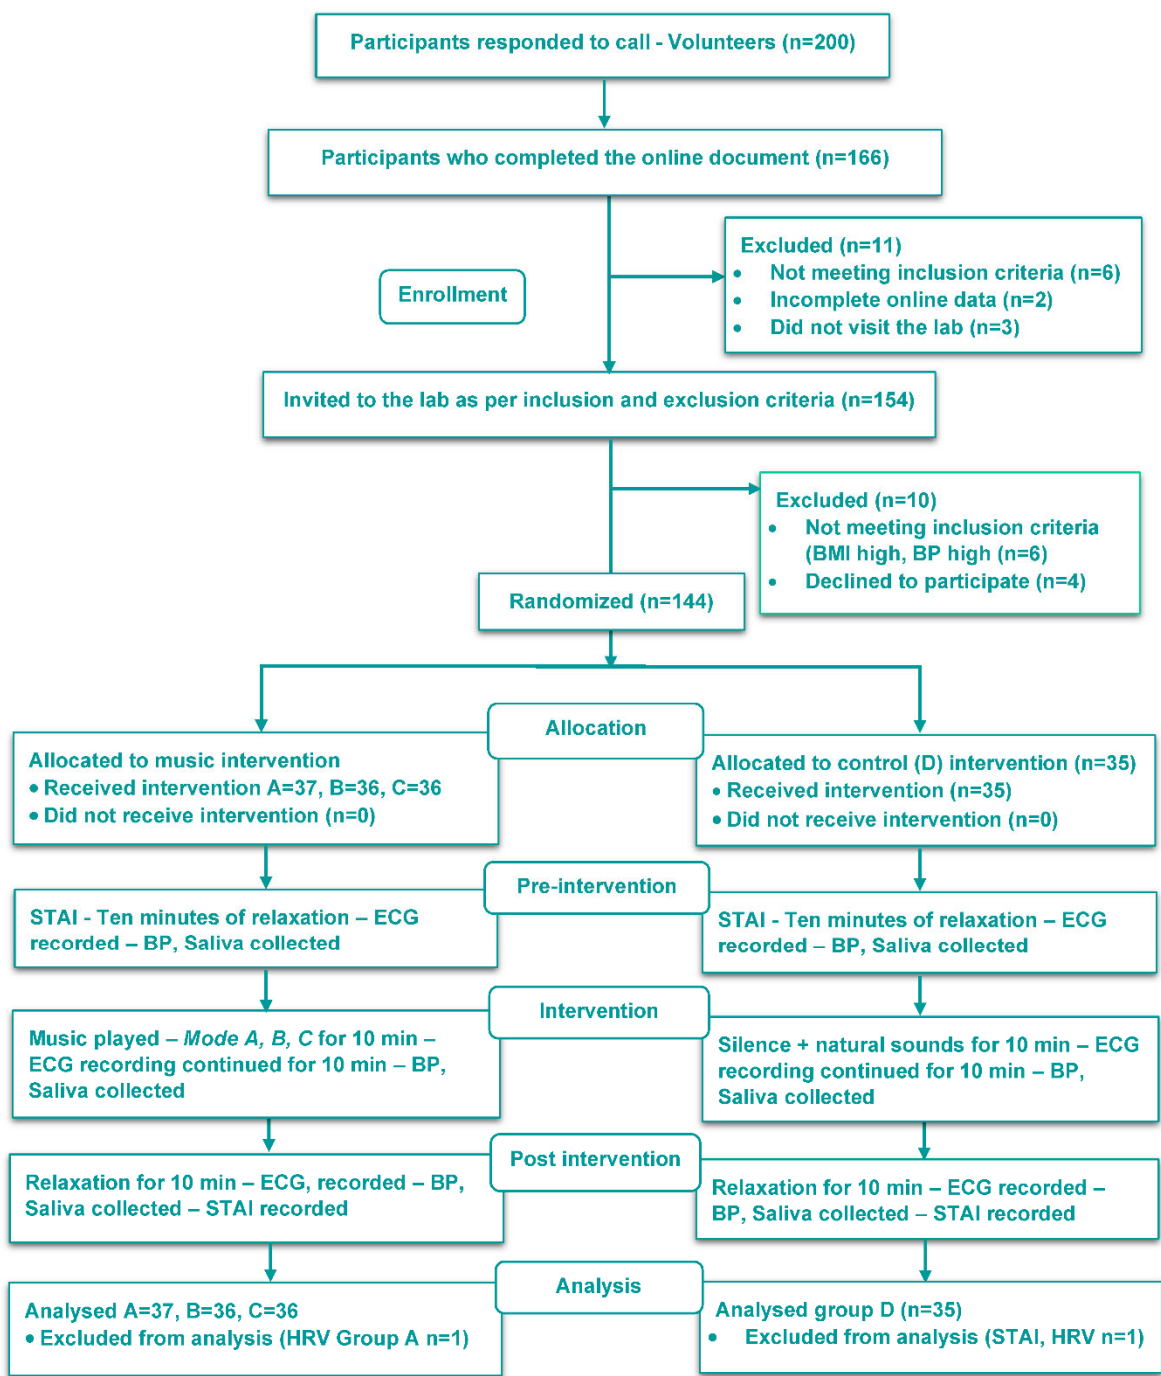 Participants responded to call - Volunteers (n=200)
Participants who completed the online document (n=166)
Excluded (n=11)
• Not meeting inclusion criteria (n=6)
• Incomplete online data (n=2)
• Did not visit the lab (n=3)
Enrollment
Invited to the lab as per inclusion and exclusion criteria (n=154)
Excluded (n=10)
• Not meeting inclusion criteria
(BMI high, BP high (n=6)
• Declined to participate (n=4)
Randomized (n=144)
Allocation
Allocated to music intervention
• Received intervention A=37, B=36, C=36
• Did not receive intervention (n=0)
Allocated to control (D) intervention (n=35)
• Received intervention (n=35)
• Did not receive intervention (n=0)
Pre-intervention
STAI - Ten minutes of relaxation – ECG
recorded – BP, Saliva collected
STAI - Ten minutes of relaxation – ECG
recorded – BP, Saliva collected
Intervention
Music played – Mode A, B, C for 10 min –
ECG recording continued for 10 min – BP,
Saliva collected
Silence + natural sounds for 10 min – ECG
recording continued for 10 min – BP,
Saliva collected
Post intervention
Relaxation for 10 min – ECG, recorded – BP,
Saliva collected – STAI recorded
Relaxation for 10 min – ECG recorded –
BP, Saliva collected – STAI recorded
Analysis
Analysed A=37, B=36, C=36
• Excluded from analysis (HRV Group A n=1)
Analysed group D (n=35)
• Excluded from analysis (STAI, HRV n=1)